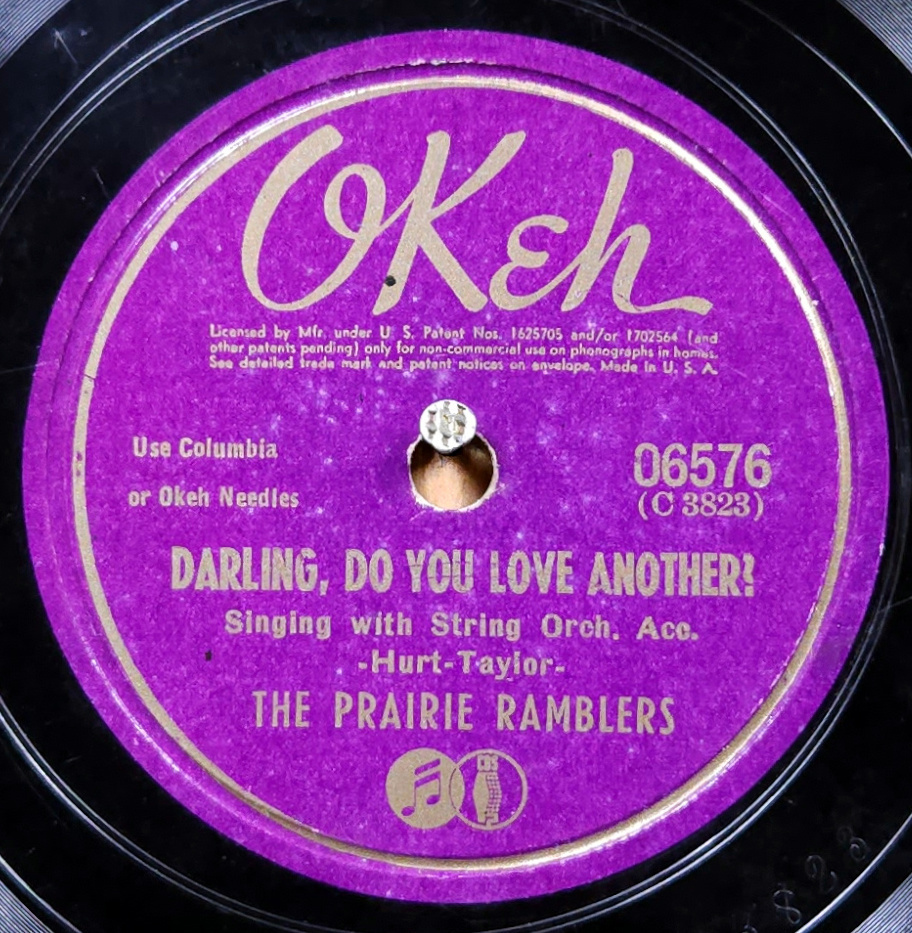 OKeh
Licensed by Mfr. under U S. Patent Nos. 1625705 and/or 1702564 (and
other patents pending) only for non-commercial use on phonographs in homes.
See detailed trade mark and patent notices on envelope. Made in U. S. A.
Use Columbia
or Okeh Needles
06576
(C 3823)
DARLING, DO YOU LOVE ANOTHER?
Singing with String Orch. Acc.
-Hurt-Taylor-
THE PRAIRIE RAMBLERS
CBS
3823